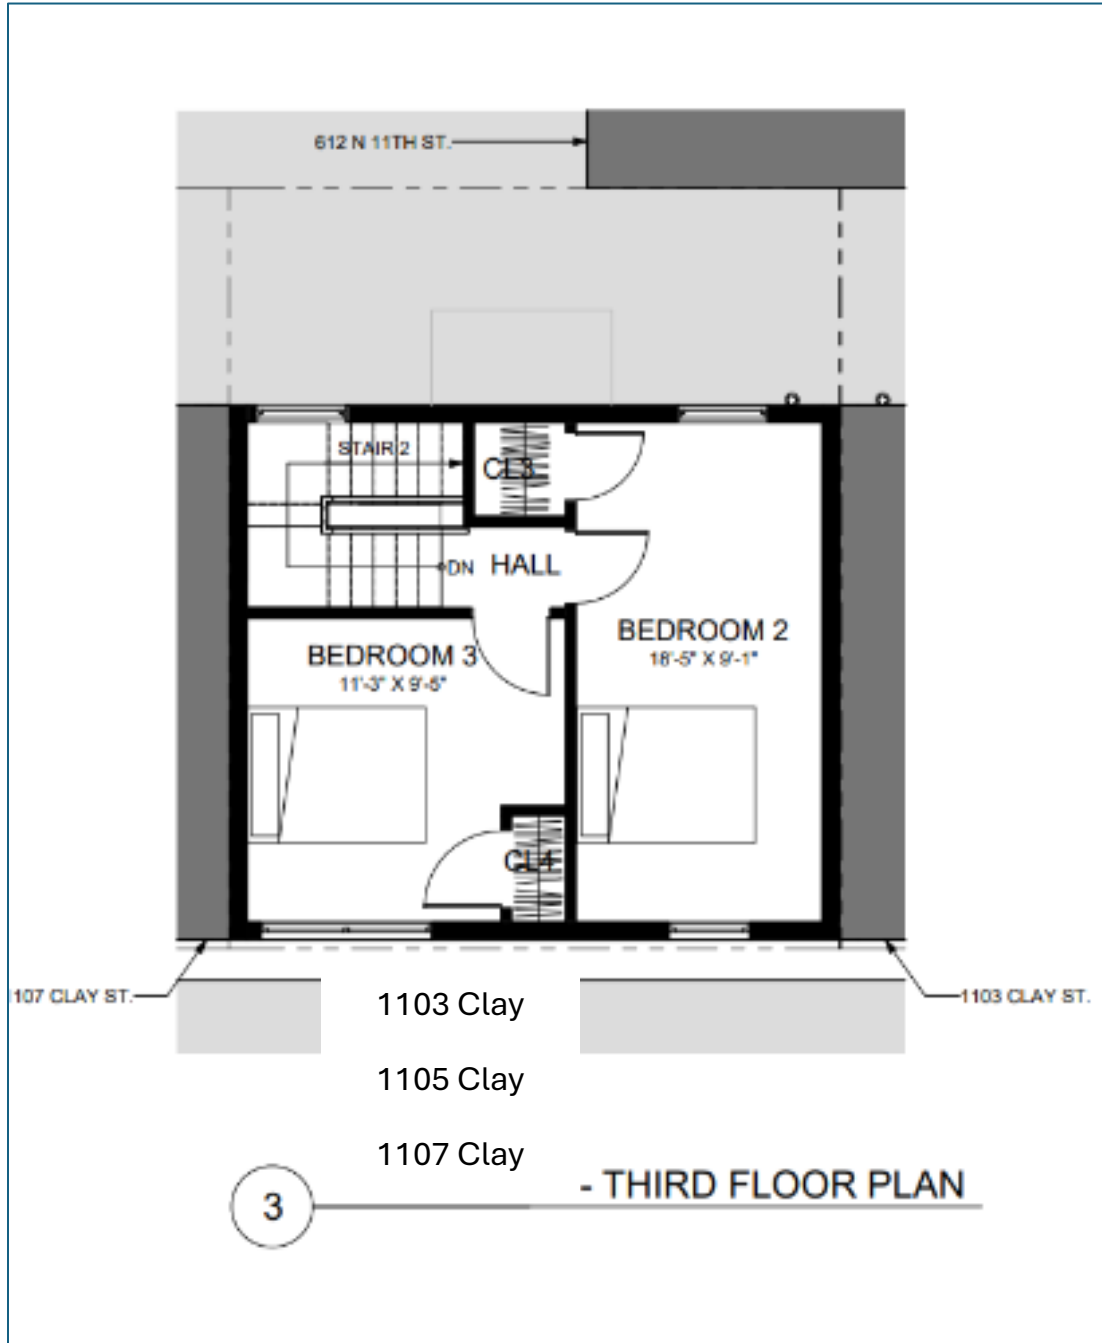 612 N 11TH ST.
STAIR 2
CL3
DN
HALL
BEDROOM 2
18'-5" X 9'-1"
BEDROOM 3
11'-3" X 9'-5"
CL4
1107 CLAY ST.
1103 CLAY ST.
1103 Clay
1105 Clay
1107 Clay
3
- THIRD FLOOR PLAN